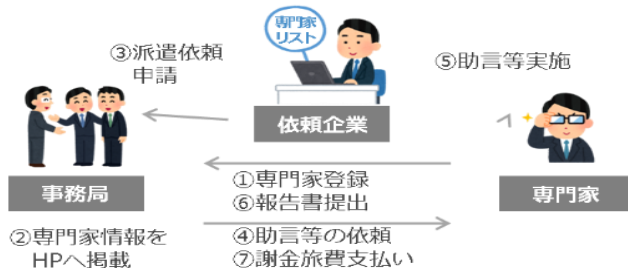 専門家
リスト
③派遣依頼
申請
⑤助言等実施
依頼企業
事務局
①専門家登録
⑥報告書提出
専門家
②専門家情報を
HPへ掲載
④助言等の依頼
⑦謝金旅費支払い